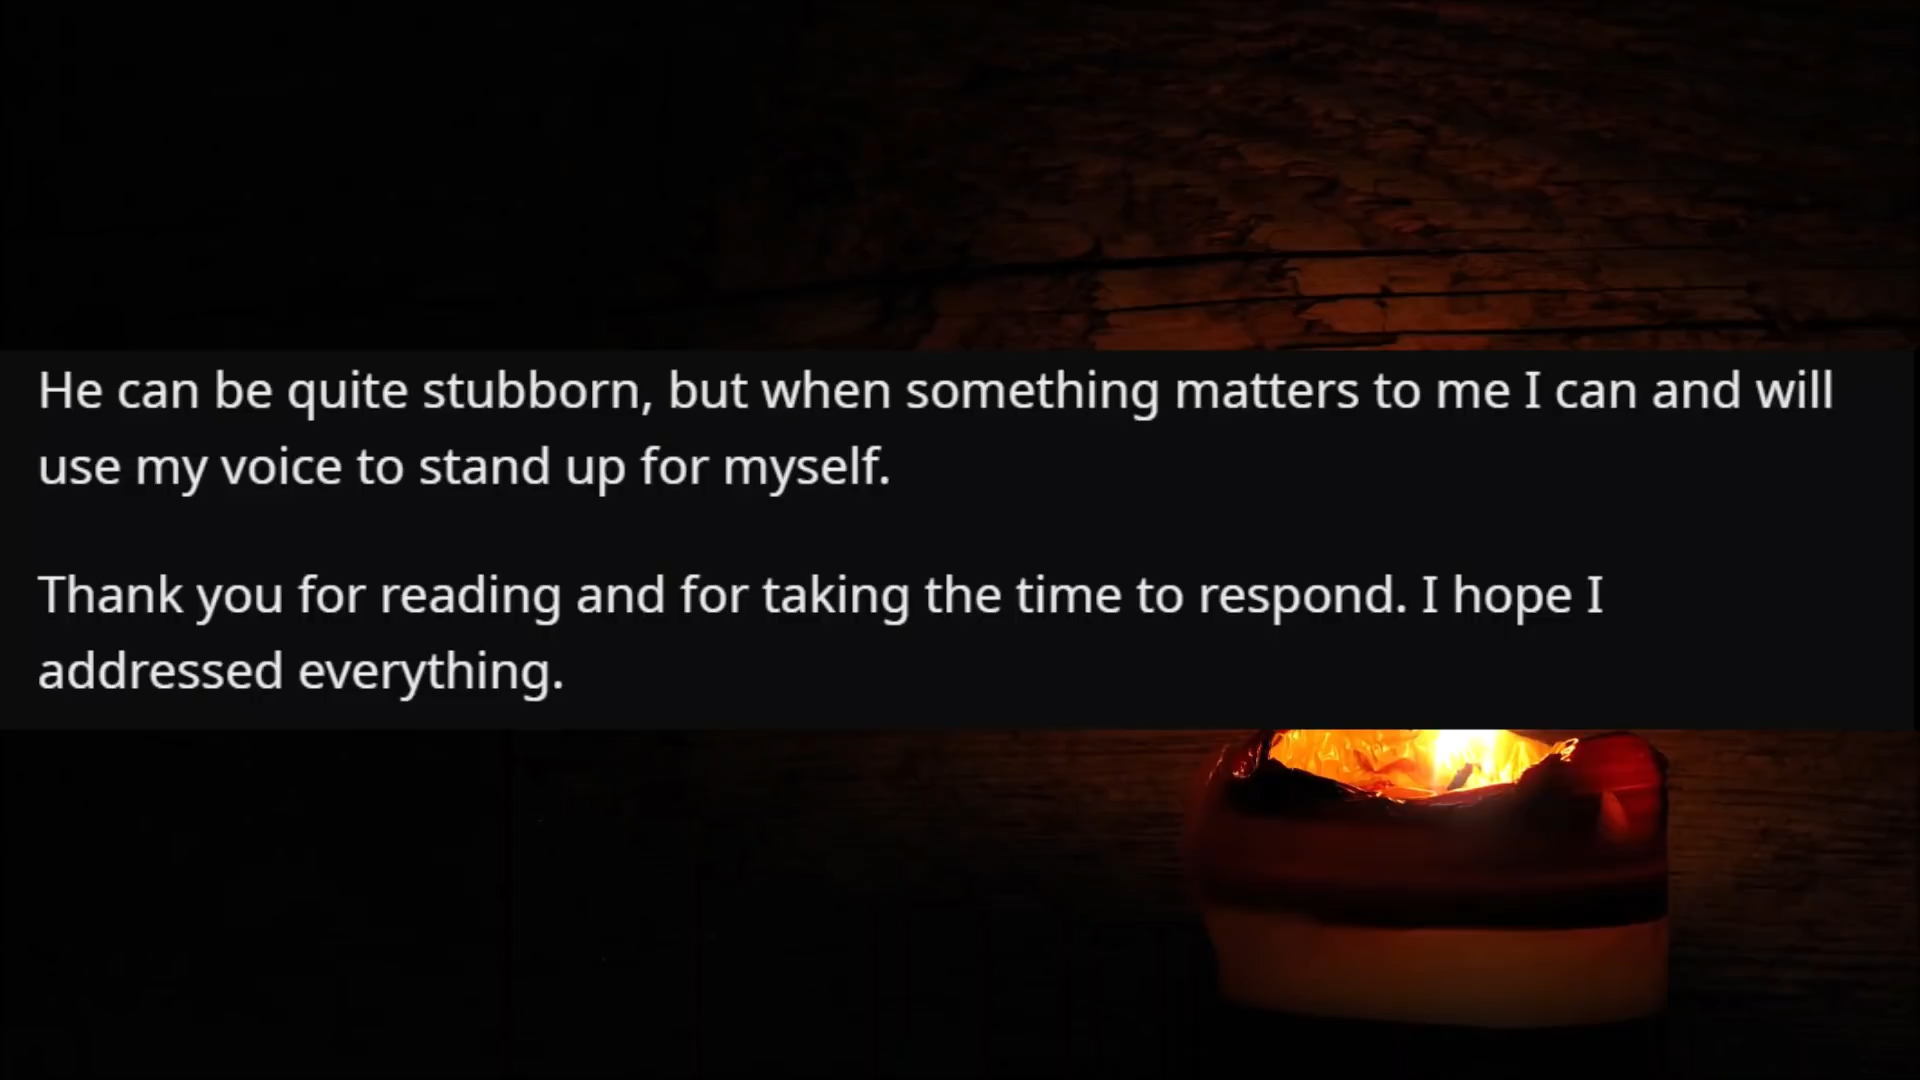 He can be quite stubborn, but when something matters to me I can and will
use my voice to stand up for myself.
Thank you for reading and for taking the time to respond. I hope I
addressed everything.